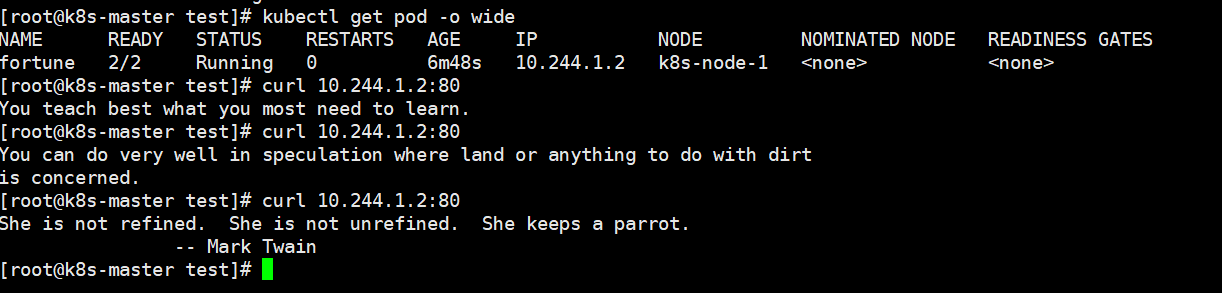 [root@k8s-master test]# kubectl get pod -o wide
NAME      READY   STATUS    RESTARTS   AGE     IP           NODE         NOMINATED NODE   READINESS GATES
fortune   2/2     Running   0          6m48s   10.244.1.2   k8s-node-1   <none>           <none>
[root@k8s-master test]# curl 10.244.1.2:80
You teach best what you most need to learn.
[root@k8s-master test]# curl 10.244.1.2:80
You can do very well in speculation where land or anything to do with dirt
is concerned.
[root@k8s-master test]# curl 10.244.1.2:80
She is not refined.  She is not unrefined.  She keeps a parrot.
                -- Mark Twain
[root@k8s-master test]#